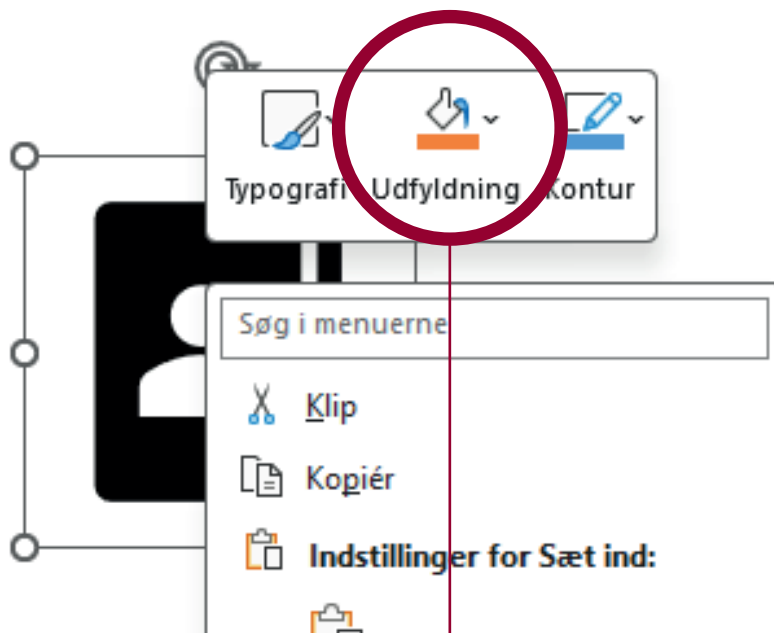 Typografi Udfyldning Kontur
Søg i menuerne
Klip
Kopiér
Indstillinger for Sæt ind: